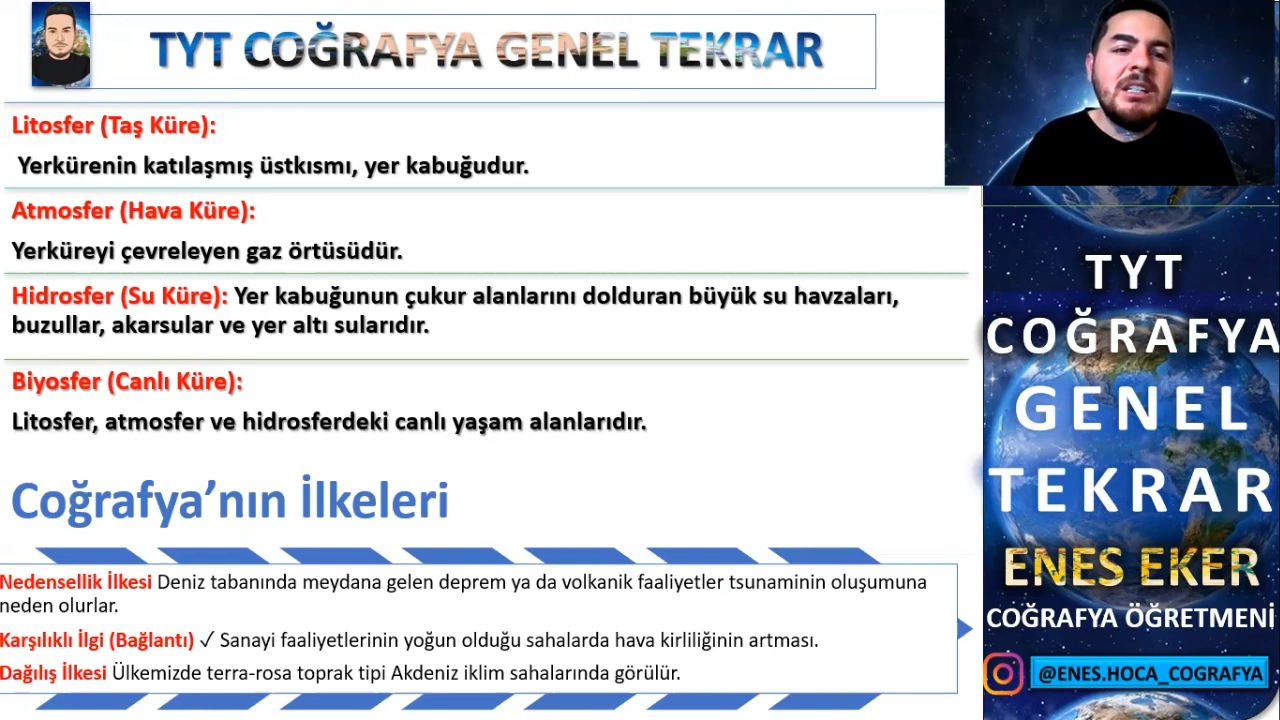 TYT COĞRAFYA GENEL TEKRAR
Litosfer (Taş Küre):
Yerkürenin katılaşmış üstkısmı, yer kabuğudur.
Atmosfer (Hava Küre):
Yerküreyi çevreleyen gaz örtüsüdür.
Hidrosfer (Su Küre): Yer kabuğunun çukur alanlarını dolduran büyük su havzaları,
buzullar, akarsular ve yer altı sularıdır.
Biyosfer (Canlı Küre):
Litosfer, atmosfer ve hidrosferdeki canlı yaşam alanlarıdır.
Coğrafya’nın İlkeleri
Nedensellik İlkesi Deniz tabanında meydana gelen deprem ya da volkanik faaliyetler tsunaminin oluşumuna
neden olurlar.
Karşılıklı İlgi (Bağlantı) ✓ Sanayi faaliyetlerinin yoğun olduğu sahalarda hava kirliliğinin artması.
Dağılış İlkesi Ülkemizde terra-rosa toprak tipi Akdeniz iklim sahalarında görülür.
TYT
COĞRAFYA
GENEL
TEKRAR
ENES EKER
COĞRAFYA ÖĞRETMENİ
@ENES.HOCA_COGRAFYA